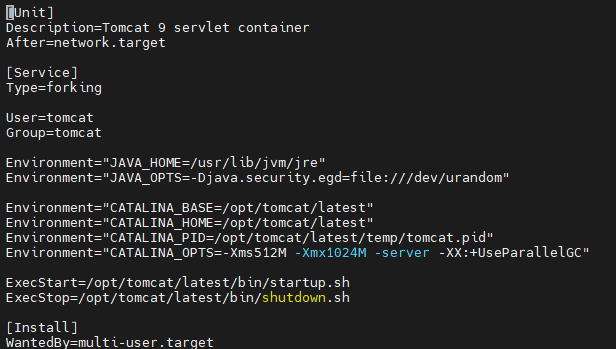 [Unit]
Description=Tomcat 9 servlet container
After=network.target
[Service]
Type=forking
User=tomcat
Group=tomcat
Environment="JAVA_HOME=/usr/lib/jvm/jre"
Environment="JAVA_OPTS=-Djava.security.egd=file:///dev/urandom"
Environment="CATALINA_BASE=/opt/tomcat/latest"
Environment="CATALINA_HOME=/opt/tomcat/latest"
Environment="CATALINA_PID=/opt/tomcat/latest/temp/tomcat.pid"
Environment="CATALINA_OPTS=-Xms512M -Xmx1024M -server -XX:+UseParallelGC"
ExecStart=/opt/tomcat/latest/bin/startup.sh
ExecStop=/opt/tomcat/latest/bin/shutdown.sh
[Install]
WantedBy=multi-user.target